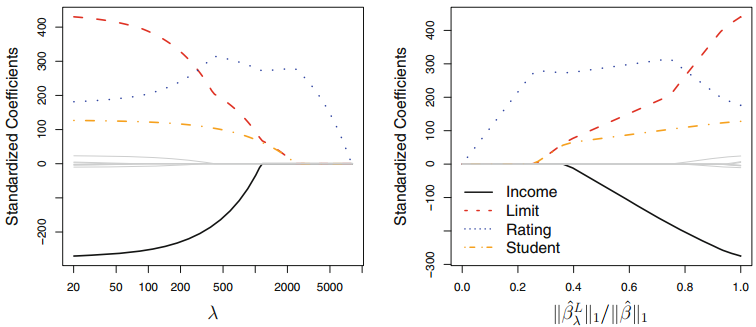 Standardized Coefficients
400
300
200
100
0
−200
20 50 100 200 500 2000 5000
λ
Standardized Coefficients
400
300
200
100
0
−100
−300
0.0 0.2 0.4 0.6 0.8 1.0
Income
Limit
Rating
Student
‖β̂λᴸ‖₁/‖β̂‖₁